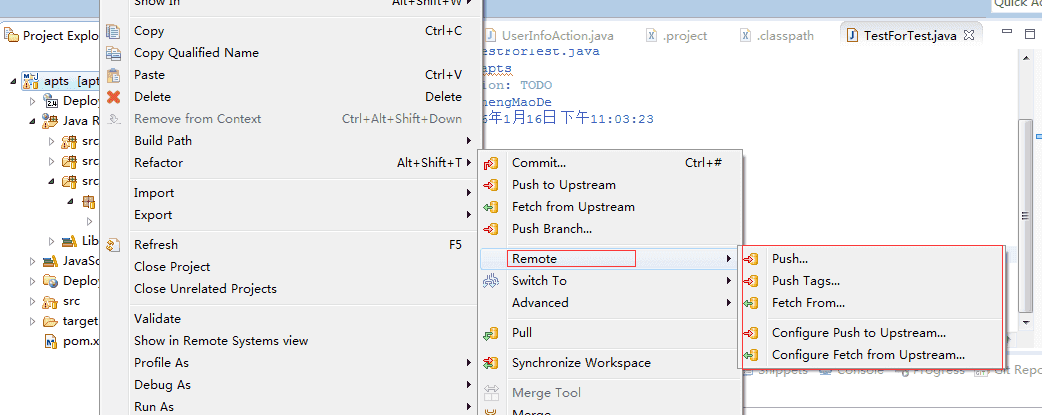 Show In Alt+Shift+W
Quick Ac
Project Explo
UserInfoAction.java .project .classpath TestForTest.java
Copy Ctrl+C
Copy Qualified Name
Paste Ctrl+V
Delete Delete
Remove from Context Ctrl+Alt+Shift+Down
Build Path
Refactor Alt+Shift+T
Import
Export
Refresh F5
Close Project
Close Unrelated Projects
Validate
Show in Remote Systems view
Profile As
Debug As
Run As
apts [apt
Deploy
Java R
src
src
src
Lib
JavaSc
Deploy
src
target
pom.x
TestForTest.java
apts
ion: TODO
hengMaoDe
6年1月16日 下午11:03:23
Commit... Ctrl+#
Push to Upstream
Fetch from Upstream
Push Branch...
Remote
Switch To
Advanced
Pull
Synchronize Workspace
Merge Tool
Merge
Push...
Push Tags...
Fetch From...
Configure Push to Upstream...
Configure Fetch from Upstream...
Snippets Console Progress Git Repo